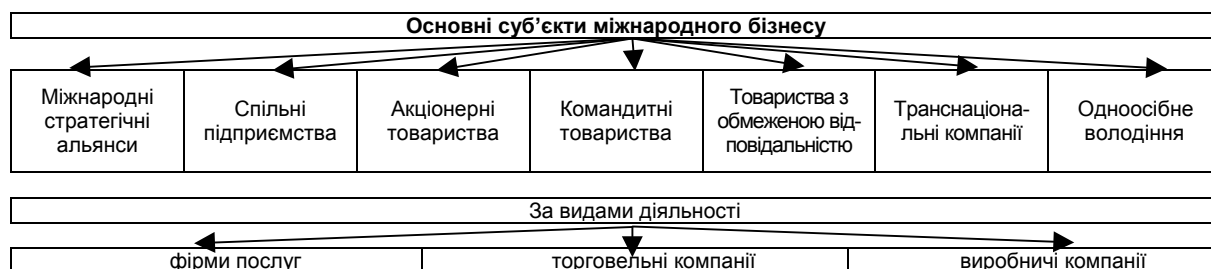 Основні суб’єкти міжнародного бізнесу
Міжнародні
стратегічні
альянси
Спільні
підприємства
Акціонерні
товариства
Командитні
товариства
Товариства з
обмеженою від-
повідальністю
Транснаціона-
льні компанії
Одноосібне
володіння
За видами діяльності
фірми послуг
торговельні компанії
виробничі компанії